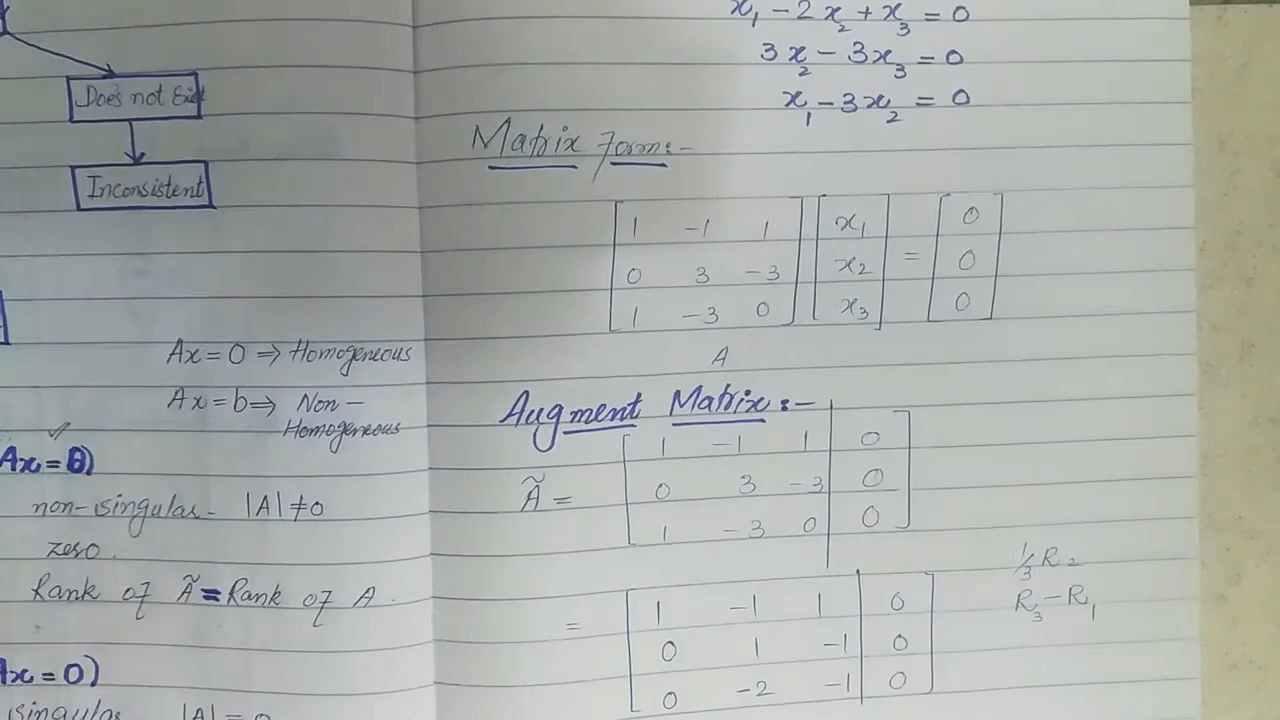 Does not Exist
Inconsistent
Ax = 0 ⇒ Homogeneous
Ax = b ⇒ Non-
Homogeneous
Ax = 0)
non-singular - |A| ≠ 0
zero.
Rank of Ã = Rank of A.
Ax = 0)
singular |A| = 0
x₁ - 2x₂ + x₃ = 0
3x₂ - 3x₃ = 0
x₁ - 3x₂ = 0
Matrix form:-
1 -1 1 x₁ 0
0 3 -3 x₂ = 0
1 -3 0 x₃ 0
A
Augment Matrix:-
1 -1 1 | 0
Ã = 0 3 -3 | 0
1 -3 0 | 0
1/3 R₂
1 -1 1 | 0 R₃ - R₁
= 0 1 -1 | 0
0 -2 -1 | 0